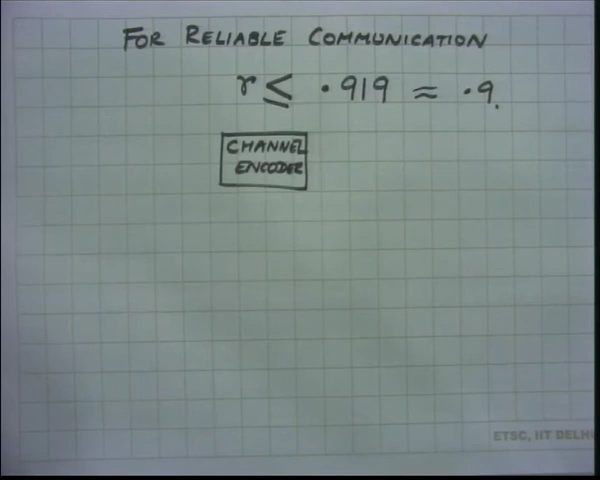 FOR RELIABLE COMMUNICATION
r ≤ .919 ≈ .9.
CHANNEL
ENCODER
ETSC, IIT DELHI